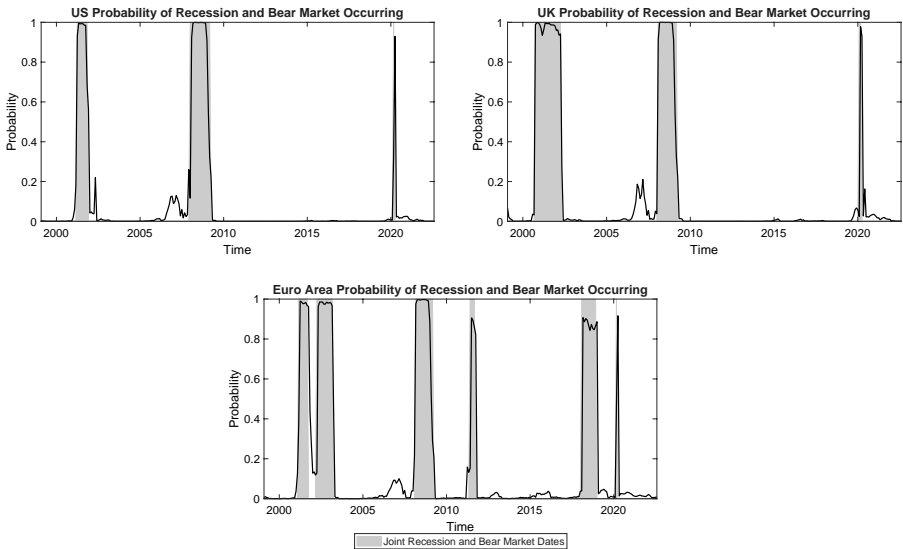 US Probability of Recession and Bear Market Occurring
1
0.8
0.6
0.4
0.2
0
Probability
2000 2005 2010 2015 2020
Time
UK Probability of Recession and Bear Market Occurring
1
0.8
0.6
0.4
0.2
0
Probability
2000 2005 2010 2015 2020
Time
Euro Area Probability of Recession and Bear Market Occurring
1
0.8
0.6
0.4
0.2
0
Probability
2000 2005 2010 2015 2020
Time
Joint Recession and Bear Market Dates